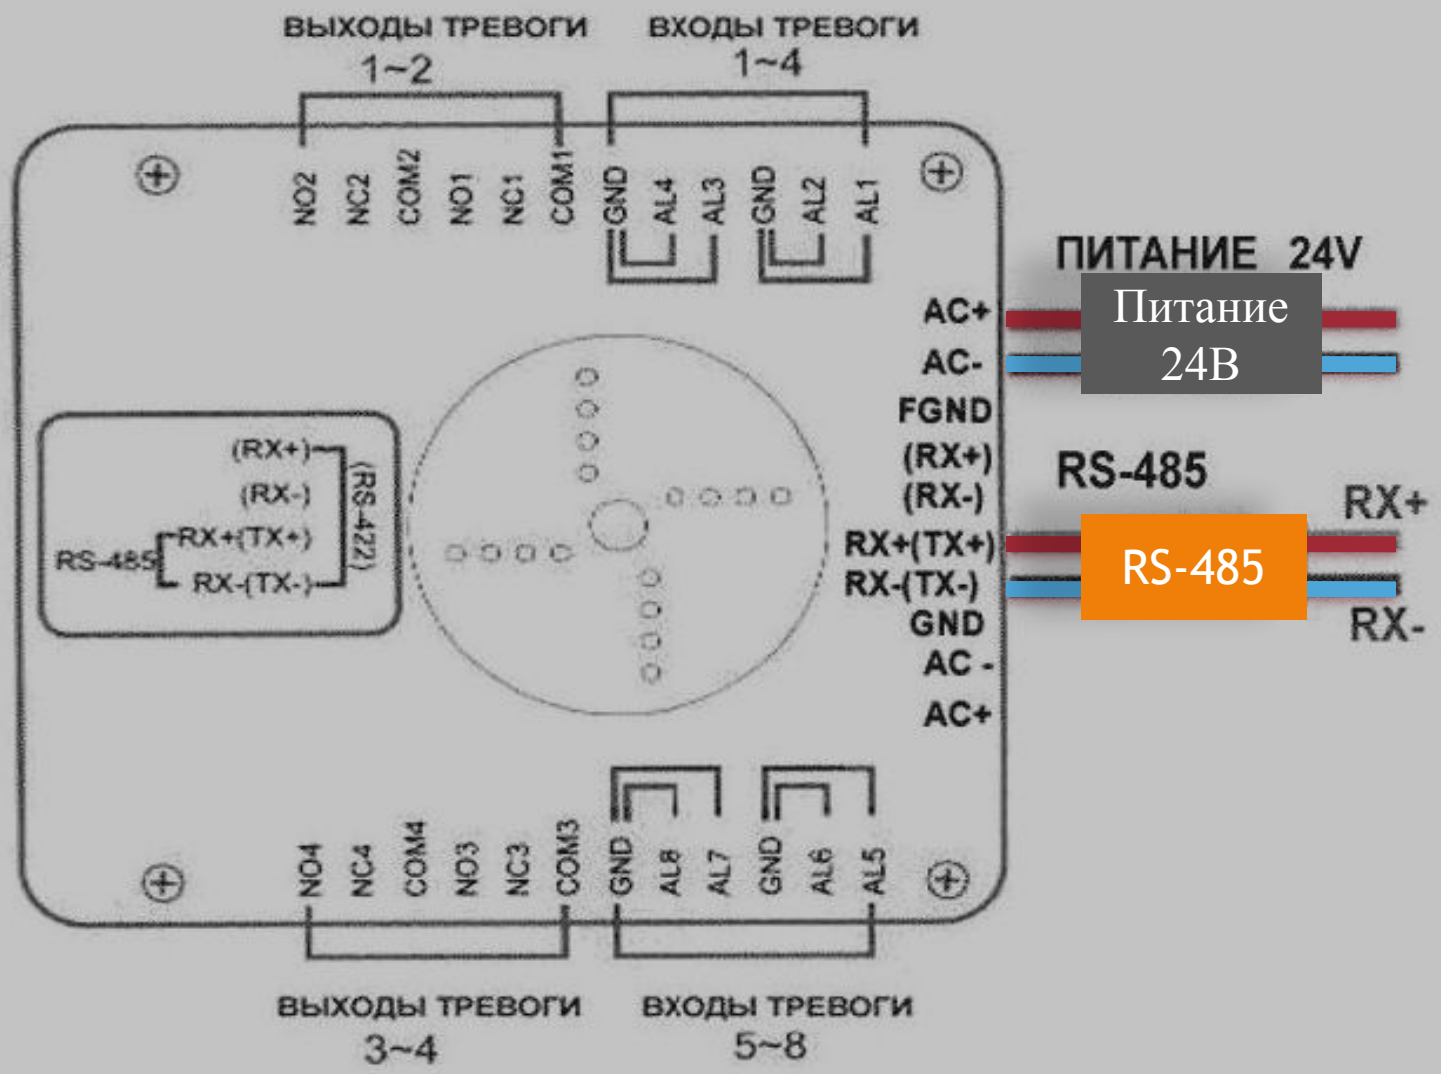 ВЫХОДЫ ТРЕВОГИ
1~2
ВХОДЫ ТРЕВОГИ
1~4
NO2
NC2
COM2
NO1
NC1
COM1
GND
AL4
AL3
GND
AL2
AL1
ПИТАНИЕ 24V
Питание
24В
AC+
AC-
FGND
(RX+)
(RX-)
RX+(TX+)
RX-(TX-)
GND
AC -
AC+
RS-485
RS-485
RX+
RX-
(RX+)
(RX-)
RX+(TX+)
RX-(TX-)
RS-485
(RS-422)
NO4
NC4
COM4
NO3
NC3
COM3
GND
AL8
AL7
GND
AL6
AL5
ВЫХОДЫ ТРЕВОГИ
3~4
ВХОДЫ ТРЕВОГИ
5~8